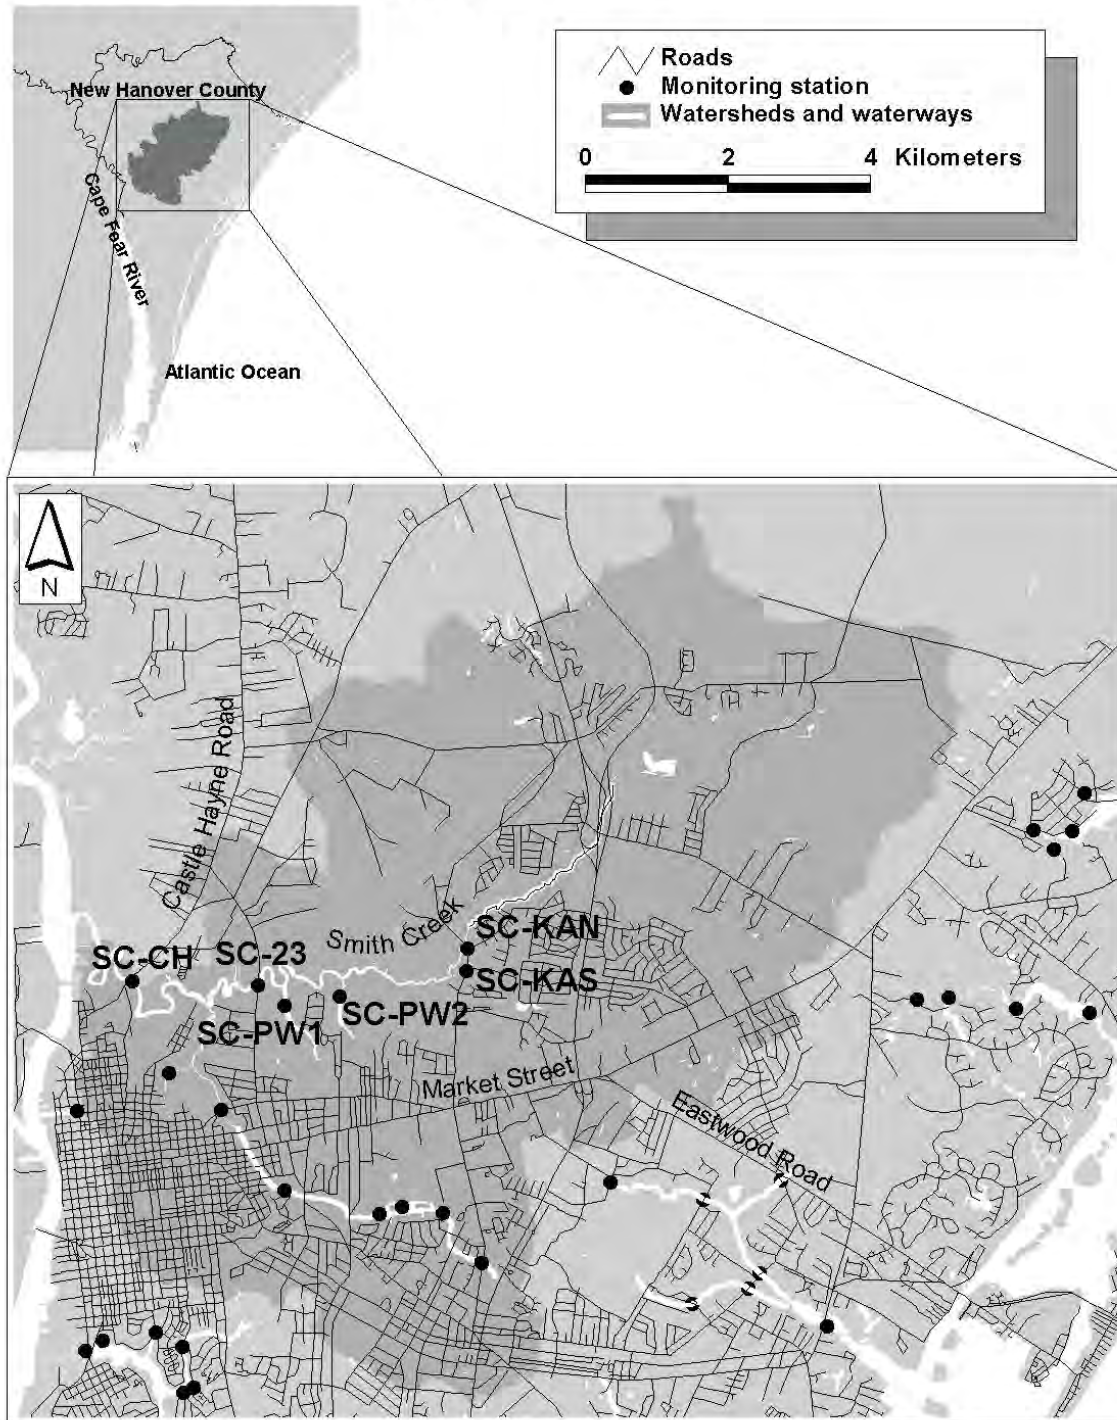 New Hanover County
Cape Fear River
Atlantic Ocean
Roads
Monitoring station
Watersheds and waterways
0 2 4 Kilometers
N
Castle Hayne Road
Smith Creek
SC-KAN
SC-CH
SC-23
SC-KAS
SC-PW2
SC-PW1
Market Street
Eastwood Road